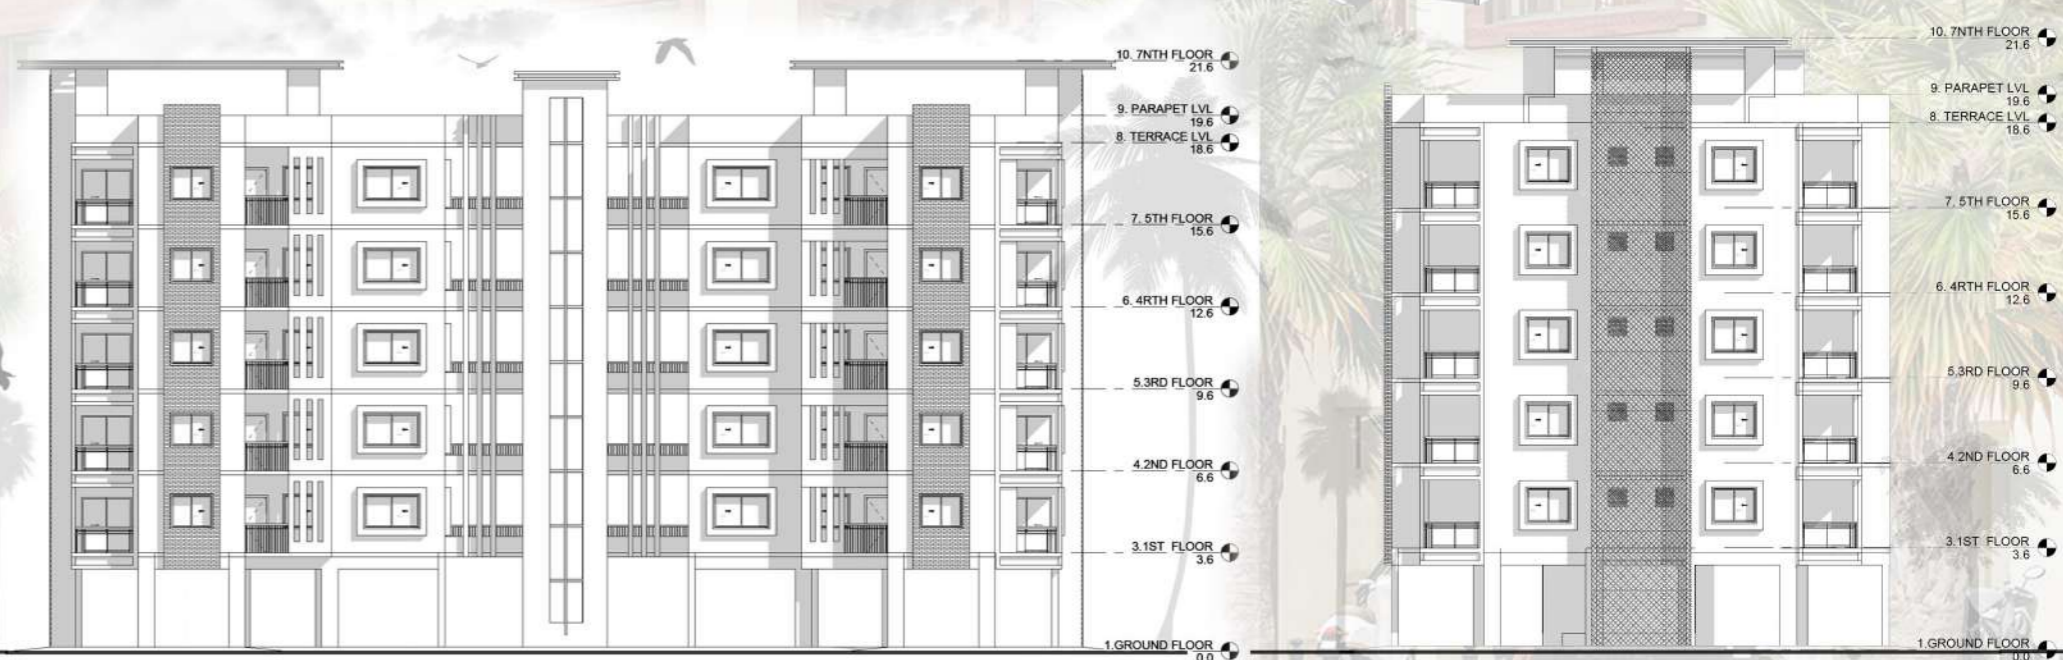 10. 7NTH FLOOR
21.6
9. PARAPET LVL
19.6
8. TERRACE LVL
18.6
7. 5TH FLOOR
15.6
6. 4RTH FLOOR
12.6
5.3RD FLOOR
9.6
4.2ND FLOOR
6.6
3.1ST FLOOR
3.6
1.GROUND FLOOR
0.0
10. 7NTH FLOOR
21.6
9. PARAPET LVL
19.6
8. TERRACE LVL
18.6
7. 5TH FLOOR
15.6
6. 4RTH FLOOR
12.6
5.3RD FLOOR
9.6
4.2ND FLOOR
6.6
3.1ST FLOOR
3.6
1.GROUND FLOOR
0.0